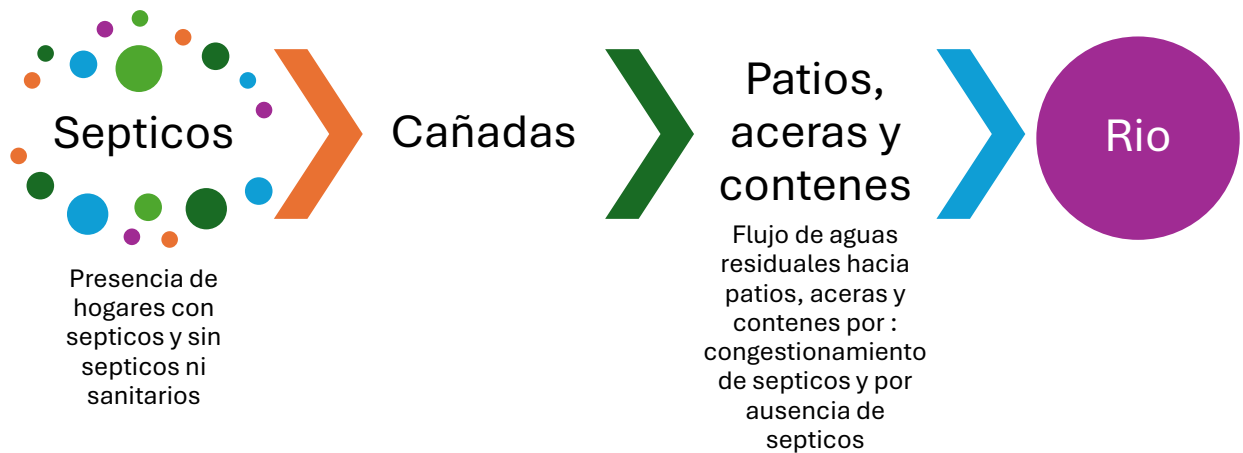 Septicos
Presencia de
hogares con
septicos y sin
septicos ni
sanitarios
Cañadas
Patios,
aceras y
contenes
Flujo de aguas
residuales hacia
patios, aceras y
contenes por :
congestionamiento
de septicos y por
ausencia de
septicos
Rio